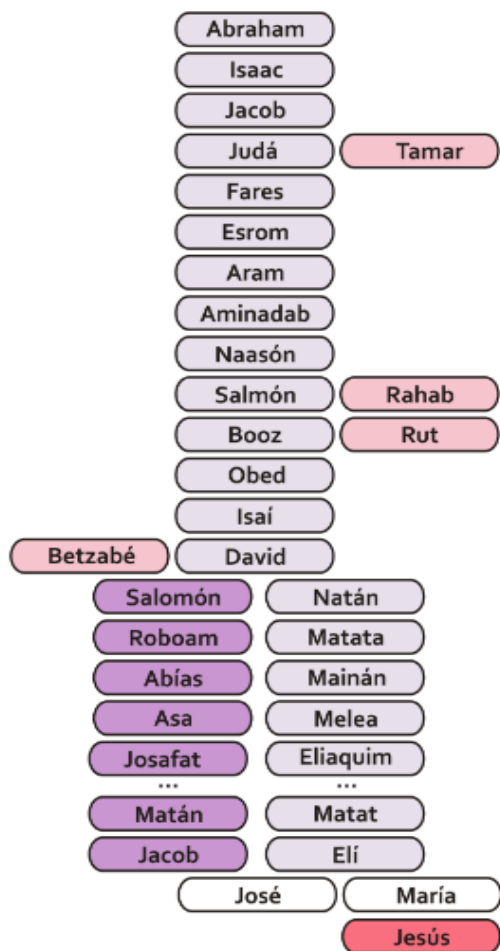 Abraham
Isaac
Jacob
Judá Tamar
Fares
Esrom
Aram
Aminadab
Naasón
Salmón Rahab
Booz Rut
Obed
Isaí
Betzabé David
Salomón Natán
Roboam Matata
Abías Mainán
Asa Melea
Josafat Eliaquim
... ...
Matán Matat
Jacob Elí
José María
Jesús